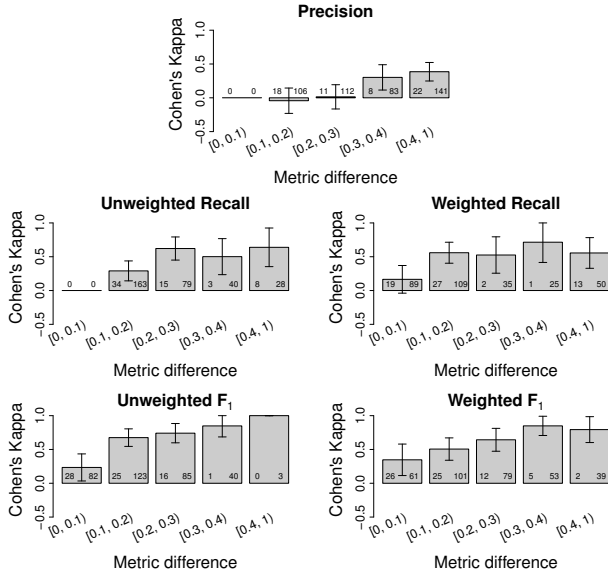 Precision
Cohen's Kappa
−0.5 0.0 0.5 1.0
0 0 18 106 11 112 8 83 22 141
[0, 0.1) [0.1, 0.2) [0.2, 0.3) [0.3, 0.4) [0.4, 1)
Metric difference
Unweighted Recall
Cohen's Kappa
−0.5 0.0 0.5 1.0
0 0 34 163 15 79 3 40 8 28
[0, 0.1) [0.1, 0.2) [0.2, 0.3) [0.3, 0.4) [0.4, 1)
Metric difference
Weighted Recall
Cohen's Kappa
−0.5 0.0 0.5 1.0
19 89 27 109 2 35 1 25 13 50
[0, 0.1) [0.1, 0.2) [0.2, 0.3) [0.3, 0.4) [0.4, 1)
Metric difference
Unweighted F1
Cohen's Kappa
−0.5 0.0 0.5 1.0
28 82 25 123 16 85 1 40 0 3
[0, 0.1) [0.1, 0.2) [0.2, 0.3) [0.3, 0.4) [0.4, 1)
Metric difference
Weighted F1
Cohen's Kappa
−0.5 0.0 0.5 1.0
26 61 25 101 12 79 5 53 2 39
[0, 0.1) [0.1, 0.2) [0.2, 0.3) [0.3, 0.4) [0.4, 1)
Metric difference